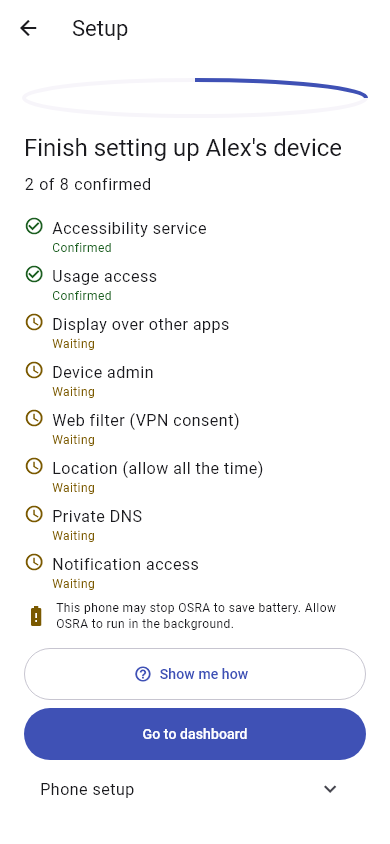 Setup
Finish setting up Alex's device
2 of 8 confirmed
Accessibility service
Confirmed
Usage access
Confirmed
Display over other apps
Waiting
Device admin
Waiting
Web filter (VPN consent)
Waiting
Location (allow all the time)
Waiting
Private DNS
Waiting
Notification access
Waiting
This phone may stop OSRA to save battery. Allow
OSRA to run in the background.
Show me how
Go to dashboard
Phone setup